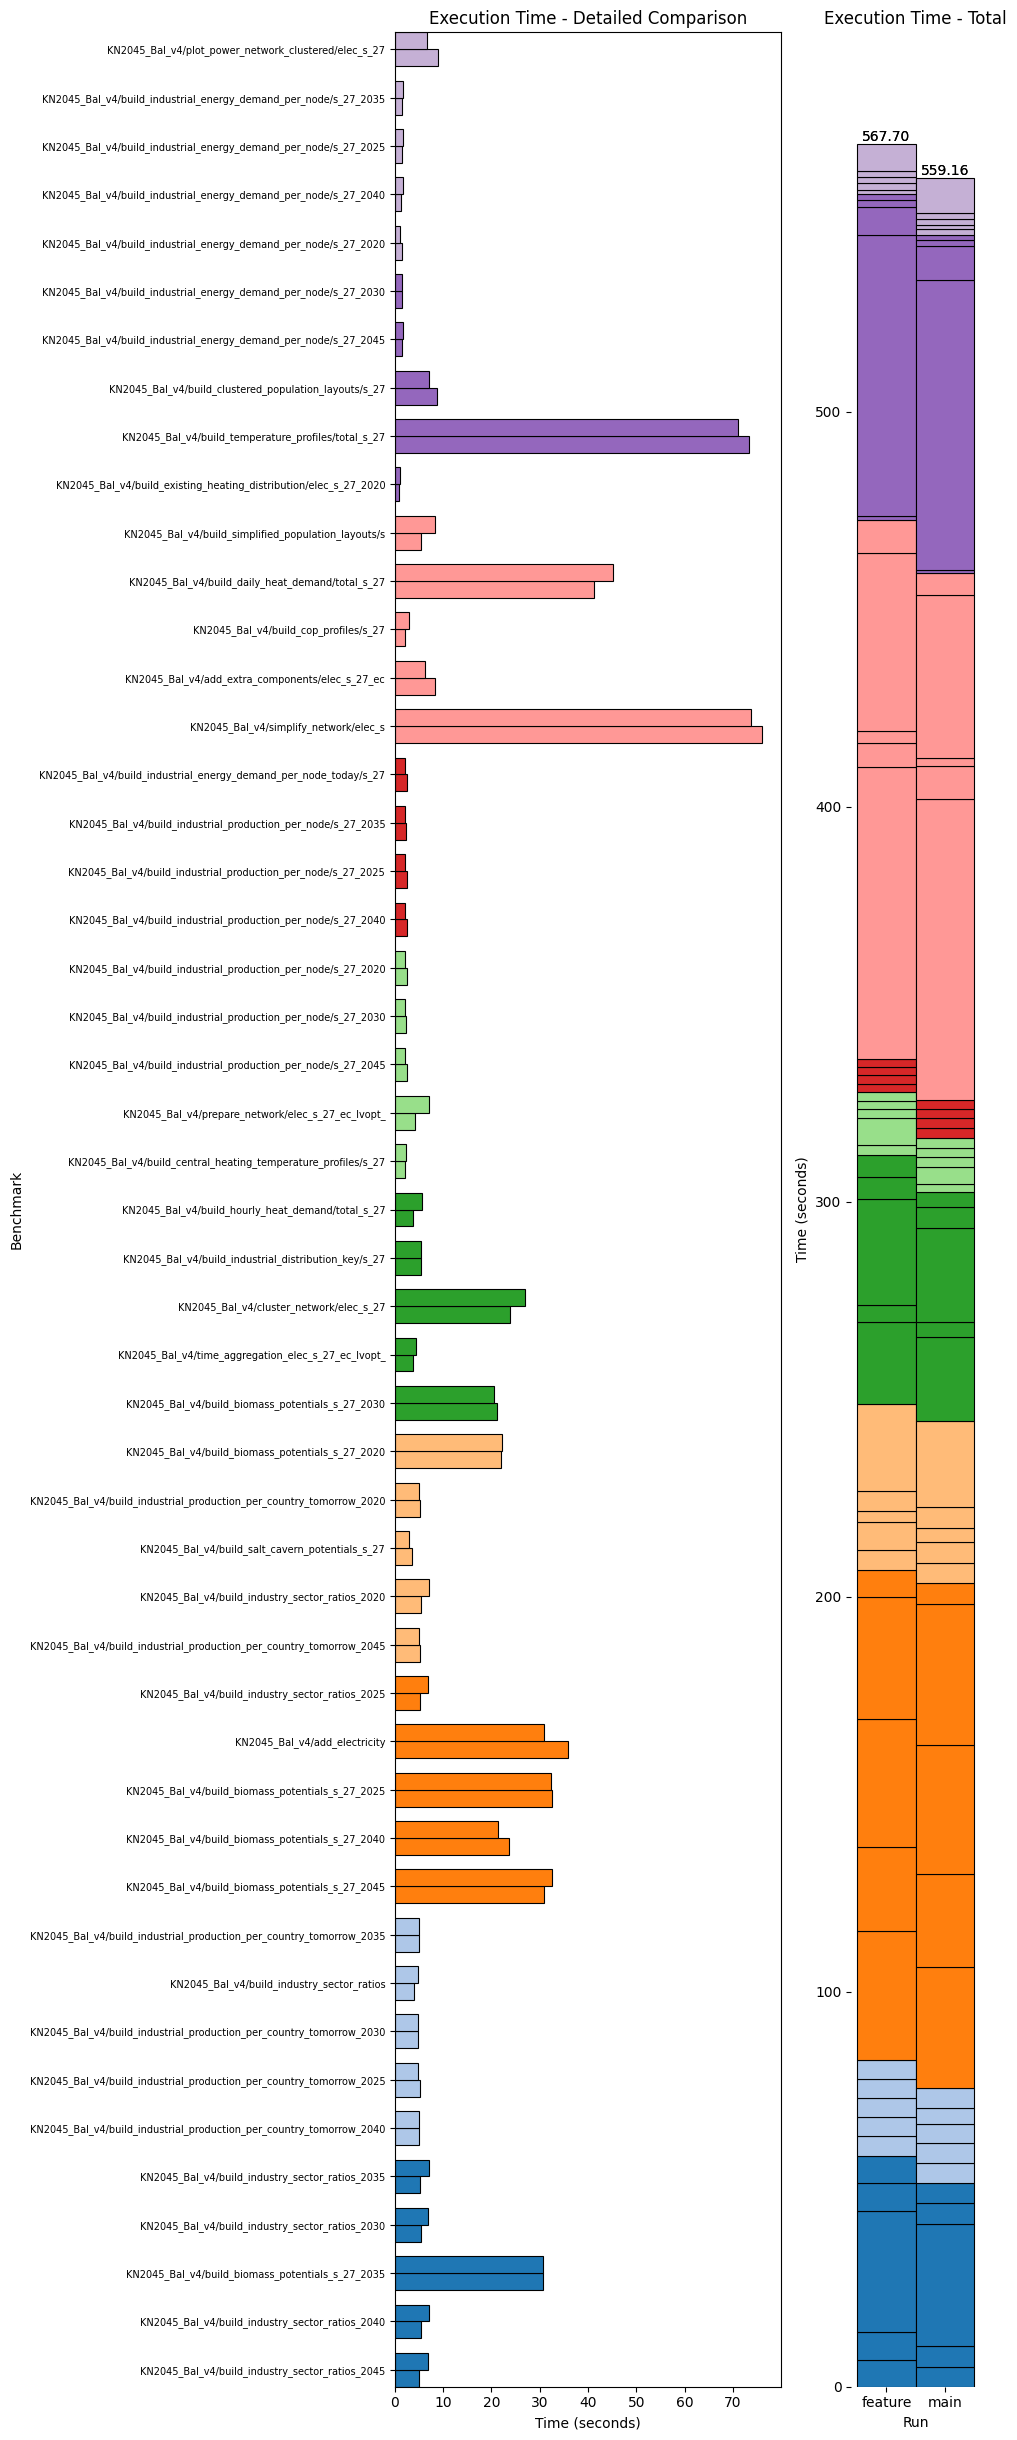 Execution Time - Detailed Comparison
Execution Time - Total
KN2045_Bal_v4/plot_power_network_clustered/elec_s_27
KN2045_Bal_v4/build_industrial_energy_demand_per_node/s_27_2035
KN2045_Bal_v4/build_industrial_energy_demand_per_node/s_27_2025
KN2045_Bal_v4/build_industrial_energy_demand_per_node/s_27_2040
KN2045_Bal_v4/build_industrial_energy_demand_per_node/s_27_2020
KN2045_Bal_v4/build_industrial_energy_demand_per_node/s_27_2030
KN2045_Bal_v4/build_industrial_energy_demand_per_node/s_27_2045
KN2045_Bal_v4/build_clustered_population_layouts/s_27
KN2045_Bal_v4/build_temperature_profiles/total_s_27
KN2045_Bal_v4/build_existing_heating_distribution/elec_s_27_2020
KN2045_Bal_v4/build_simplified_population_layouts/s
KN2045_Bal_v4/build_daily_heat_demand/total_s_27
KN2045_Bal_v4/build_cop_profiles/s_27
KN2045_Bal_v4/add_extra_components/elec_s_27_ec
KN2045_Bal_v4/simplify_network/elec_s
KN2045_Bal_v4/build_industrial_energy_demand_per_node_today/s_27
KN2045_Bal_v4/build_industrial_production_per_node/s_27_2035
KN2045_Bal_v4/build_industrial_production_per_node/s_27_2025
KN2045_Bal_v4/build_industrial_production_per_node/s_27_2040
KN2045_Bal_v4/build_industrial_production_per_node/s_27_2020
KN2045_Bal_v4/build_industrial_production_per_node/s_27_2030
KN2045_Bal_v4/build_industrial_production_per_node/s_27_2045
KN2045_Bal_v4/prepare_network/elec_s_27_ec_lvopt_
KN2045_Bal_v4/build_central_heating_temperature_profiles/s_27
KN2045_Bal_v4/build_hourly_heat_demand/total_s_27
KN2045_Bal_v4/build_industrial_distribution_key/s_27
KN2045_Bal_v4/cluster_network/elec_s_27
KN2045_Bal_v4/time_aggregation_elec_s_27_ec_lvopt_
KN2045_Bal_v4/build_biomass_potentials_s_27_2030
KN2045_Bal_v4/build_biomass_potentials_s_27_2020
KN2045_Bal_v4/build_industrial_production_per_country_tomorrow_2020
KN2045_Bal_v4/build_salt_cavern_potentials_s_27
KN2045_Bal_v4/build_industry_sector_ratios_2020
KN2045_Bal_v4/build_industrial_production_per_country_tomorrow_2045
KN2045_Bal_v4/build_industry_sector_ratios_2025
KN2045_Bal_v4/add_electricity
KN2045_Bal_v4/build_biomass_potentials_s_27_2025
KN2045_Bal_v4/build_biomass_potentials_s_27_2040
KN2045_Bal_v4/build_biomass_potentials_s_27_2045
KN2045_Bal_v4/build_industrial_production_per_country_tomorrow_2035
KN2045_Bal_v4/build_industry_sector_ratios
KN2045_Bal_v4/build_industrial_production_per_country_tomorrow_2030
KN2045_Bal_v4/build_industrial_production_per_country_tomorrow_2025
KN2045_Bal_v4/build_industrial_production_per_country_tomorrow_2040
KN2045_Bal_v4/build_industry_sector_ratios_2035
KN2045_Bal_v4/build_industry_sector_ratios_2030
KN2045_Bal_v4/build_biomass_potentials_s_27_2035
KN2045_Bal_v4/build_industry_sector_ratios_2040
KN2045_Bal_v4/build_industry_sector_ratios_2045
Benchmark
0 10 20 30 40 50 60 70
Time (seconds)
567.70
559.16
500
400
300
200
100
0
Time (seconds)
feature main
Run